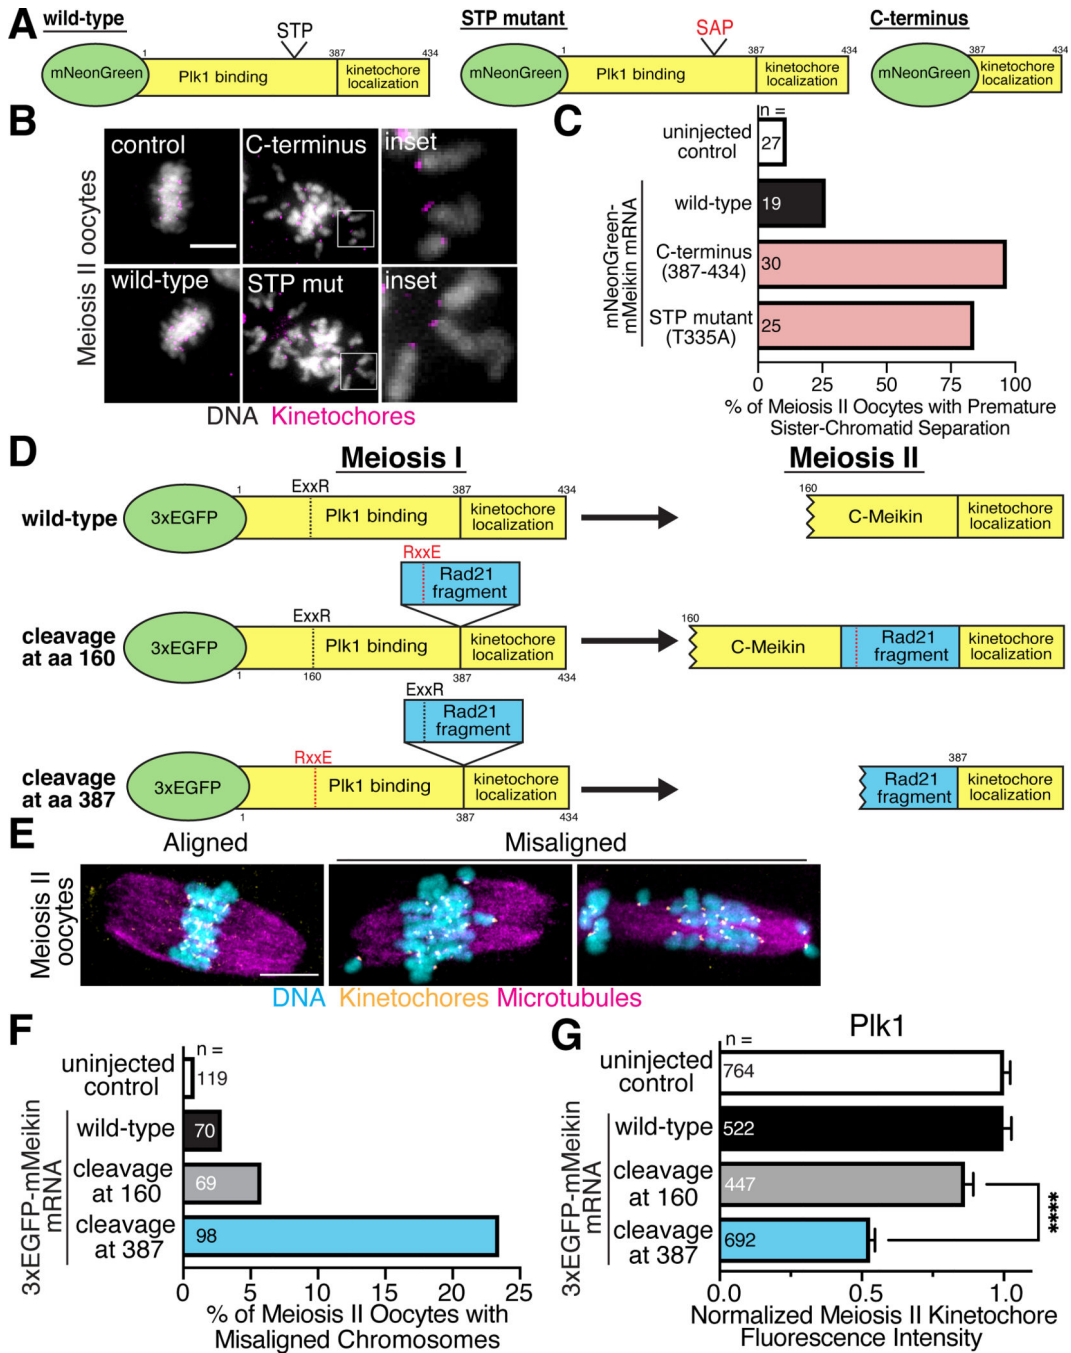 A
wild-type
STP
mNeonGreen
1
Plk1 binding
387
434
kinetochore
localization
STP mutant
SAP
mNeonGreen
1
Plk1 binding
387
434
kinetochore
localization
C-terminus
mNeonGreen
387
434
kinetochore
localization
B
Meiosis II oocytes
control
C-terminus
inset
wild-type
STP mut
inset
DNA Kinetochores
C
n =
uninjected
control
27
mNeonGreen-
mMeikin mRNA
wild-type
19
C-terminus
(387-434)
30
STP mutant
(T335A)
25
0 25 50 75 100
% of Meiosis II Oocytes with Premature
Sister-Chromatid Separation
D
Meiosis I
Meiosis II
wild-type
3xEGFP
1
ExxR
Plk1 binding
387
434
kinetochore
localization
160
C-Meikin
kinetochore
localization
cleavage
at aa 160
RxxE
Rad21
fragment
3xEGFP
ExxR
Plk1 binding
kinetochore
localization
1
160
387
434
160
C-Meikin
Rad21
fragment
kinetochore
localization
cleavage
at aa 387
ExxR
Rad21
fragment
3xEGFP
RxxE
Plk1 binding
kinetochore
localization
1
387
434
387
Rad21
fragment
kinetochore
localization
E
Aligned
Misaligned
Meiosis II
oocytes
DNA Kinetochores Microtubules
F
n =
uninjected
control
119
3xEGFP-mMeikin
mRNA
wild-type
70
cleavage
at 160
69
cleavage
at 387
98
0 5 10 15 20 25
% of Meiosis II Oocytes with
Misaligned Chromosomes
G
Plk1
n =
uninjected
control
764
3xEGFP-mMeikin
mRNA
wild-type
522
cleavage
at 160
447
cleavage
at 387
692
****
0.0 0.5 1.0
Normalized Meiosis II Kinetochore
Fluorescence Intensity